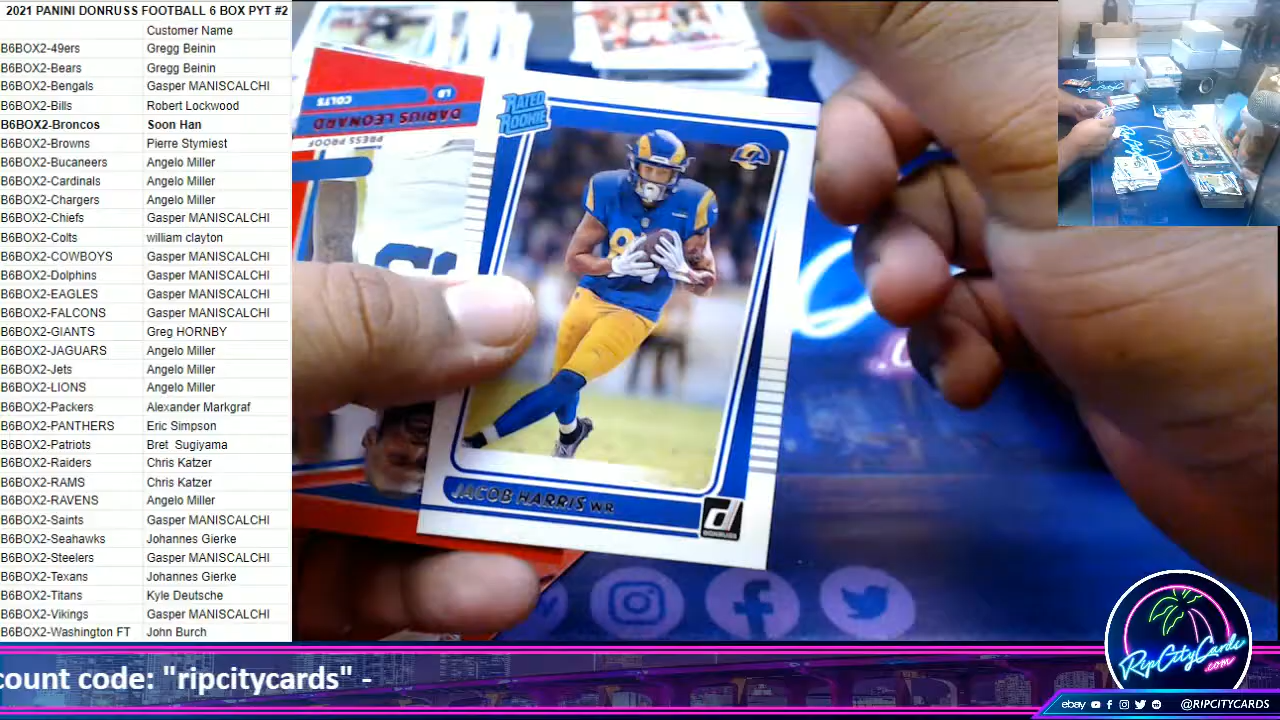 2021 PANINI DONRUSS FOOTBALL 6 BOX PYT #2
Customer Name
B6BOX2-49ers Gregg Beinin
B6BOX2-Bears Gregg Beinin
B6BOX2-Bengals Gasper MANISCALCHI
B6BOX2-Bills Robert Lockwood
B6BOX2-Broncos Soon Han
B6BOX2-Browns Pierre Stymiest
B6BOX2-Bucaneers Angelo Miller
B6BOX2-Cardinals Angelo Miller
B6BOX2-Chargers Angelo Miller
B6BOX2-Chiefs Gasper MANISCALCHI
B6BOX2-Colts william clayton
B6BOX2-COWBOYS Gasper MANISCALCHI
B6BOX2-Dolphins Gasper MANISCALCHI
B6BOX2-EAGLES Gasper MANISCALCHI
B6BOX2-FALCONS Gasper MANISCALCHI
B6BOX2-GIANTS Greg HORNBY
B6BOX2-JAGUARS Angelo Miller
B6BOX2-Jets Angelo Miller
B6BOX2-LIONS Angelo Miller
B6BOX2-Packers Alexander Markgraf
B6BOX2-PANTHERS Eric Simpson
B6BOX2-Patriots Bret Sugiyama
B6BOX2-Raiders Chris Katzer
B6BOX2-RAMS Chris Katzer
B6BOX2-RAVENS Angelo Miller
B6BOX2-Saints Gasper MANISCALCHI
B6BOX2-Seahawks Johannes Gierke
B6BOX2-Steelers Gasper MANISCALCHI
B6BOX2-Texans Johannes Gierke
B6BOX2-Titans Kyle Deutsche
B6BOX2-Vikings Gasper MANISCALCHI
B6BOX2-Washington FT John Burch
LB
COLTS
DARIUS LEONARD
PRESS PROOF
RATED
ROOKIE
LA
JACOB HARRIS WR
d
DONRUSS
RipCityCards
.com
count code: "ripcitycards" -
ebay
@RIPCITYCARDS